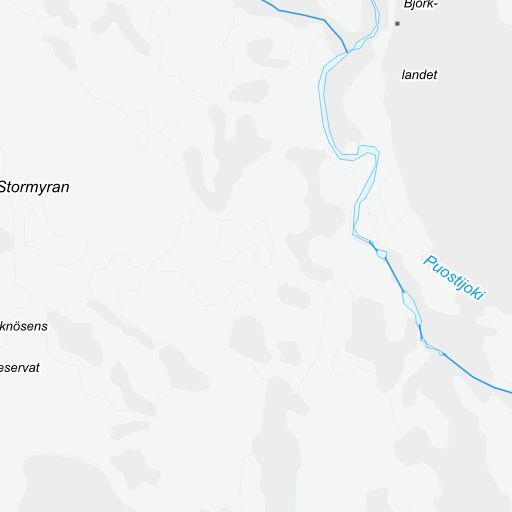 Björk-
landet
Stormyran
Puostijoki
knösens
eservat